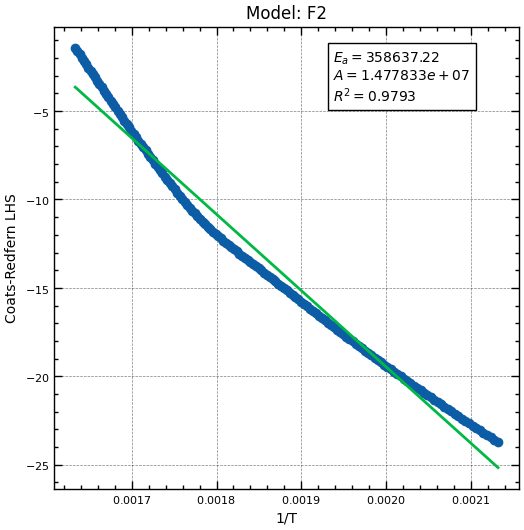 Model: F2
E_a = 358637.22
A = 1.477833e + 07
R^2 = 0.9793
Coats-Redfern LHS
−5
−10
−15
−20
−25
0.0017
0.0018
0.0019
0.0020
0.0021
1/T